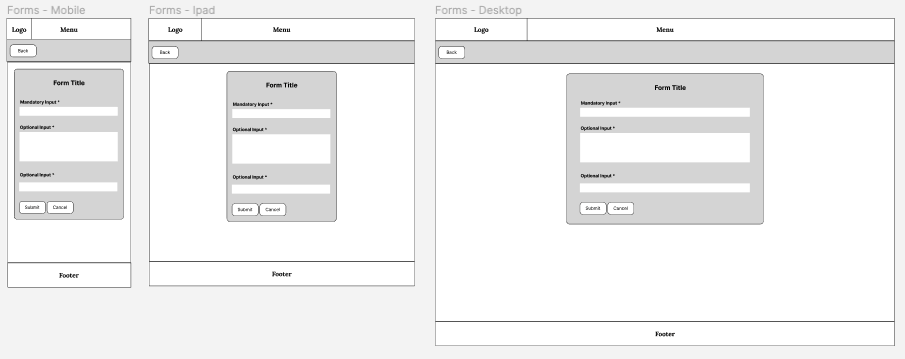 Forms - Mobile
Logo Menu
Back
Form Title
Mandatory Input *
Optional Input *
Optional Input *
Submit Cancel
Footer
Forms - Ipad
Logo Menu
Back
Form Title
Mandatory Input *
Optional Input *
Optional Input *
Submit Cancel
Footer
Forms - Desktop
Logo Menu
Back
Form Title
Mandatory Input *
Optional Input *
Optional Input *
Submit Cancel
Footer